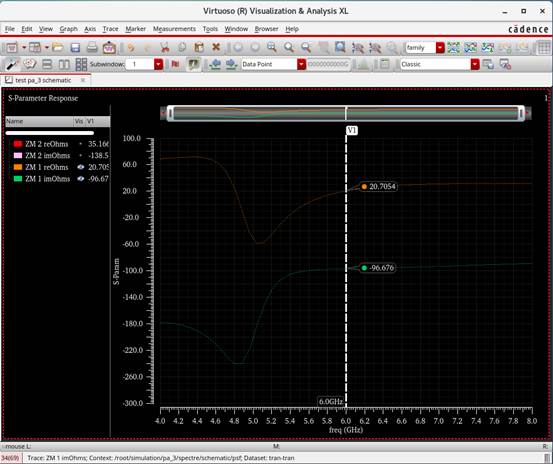 Virtuoso (R) Visualization & Analysis XL
File Edit View Graph Axis Trace Marker Measurements Tools Window Browser Help
cādence
family
Subwindow: 1
Data Point
Classic
test pa_3 schematic
S-Parameter Response
1
Name Vis V1
ZM 2 reOhms 35.166
ZM 2 imOhms -138.5
ZM 1 reOhms 20.705
ZM 1 imOhms -96.67
V1
100.0
60.0
20.0
-20.0
-60.0
-100.0
-140.0
-180.0
-220.0
-260.0
-300.0
S-Param
20.7054
-96.676
6.0GHz
4.0 4.2 4.4 4.6 4.8 5.0 5.2 5.4 5.6 5.8 6.0 6.2 6.4 6.6 6.8 7.0 7.2 7.4 7.6 7.8 8.0
freq (GHz)
mouse L: M: R:
34(69) Trace: ZM 1 imOhms; Context: /root/simulation/pa_3/spectre/schematic/psf; Dataset: tran-tran